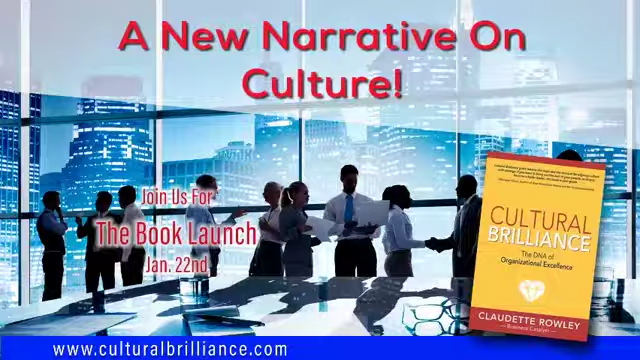 A New Narrative On
Culture!
Join Us For
The Book Launch
Jan. 22nd
CULTURAL
BRILLIANCE
The DNA of
Organizational Excellence
CLAUDETTE ROWLEY
— Business Catalyst —
www.culturalbrilliance.com